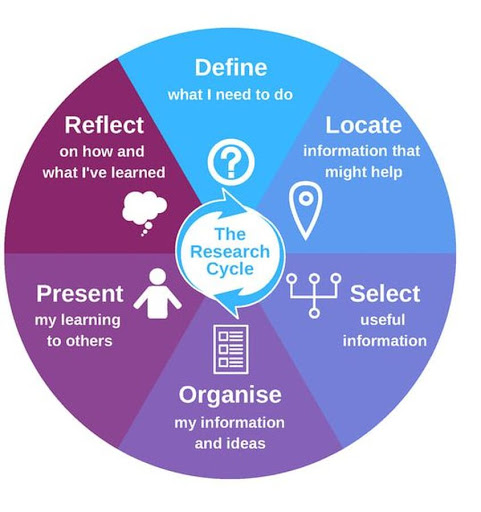 Define
what I need to do
Locate
information that
might help
Select
useful
information
Organise
my information
and ideas
Present
my learning
to others
Reflect
on how and
what I've learned
?
The
Research
Cycle